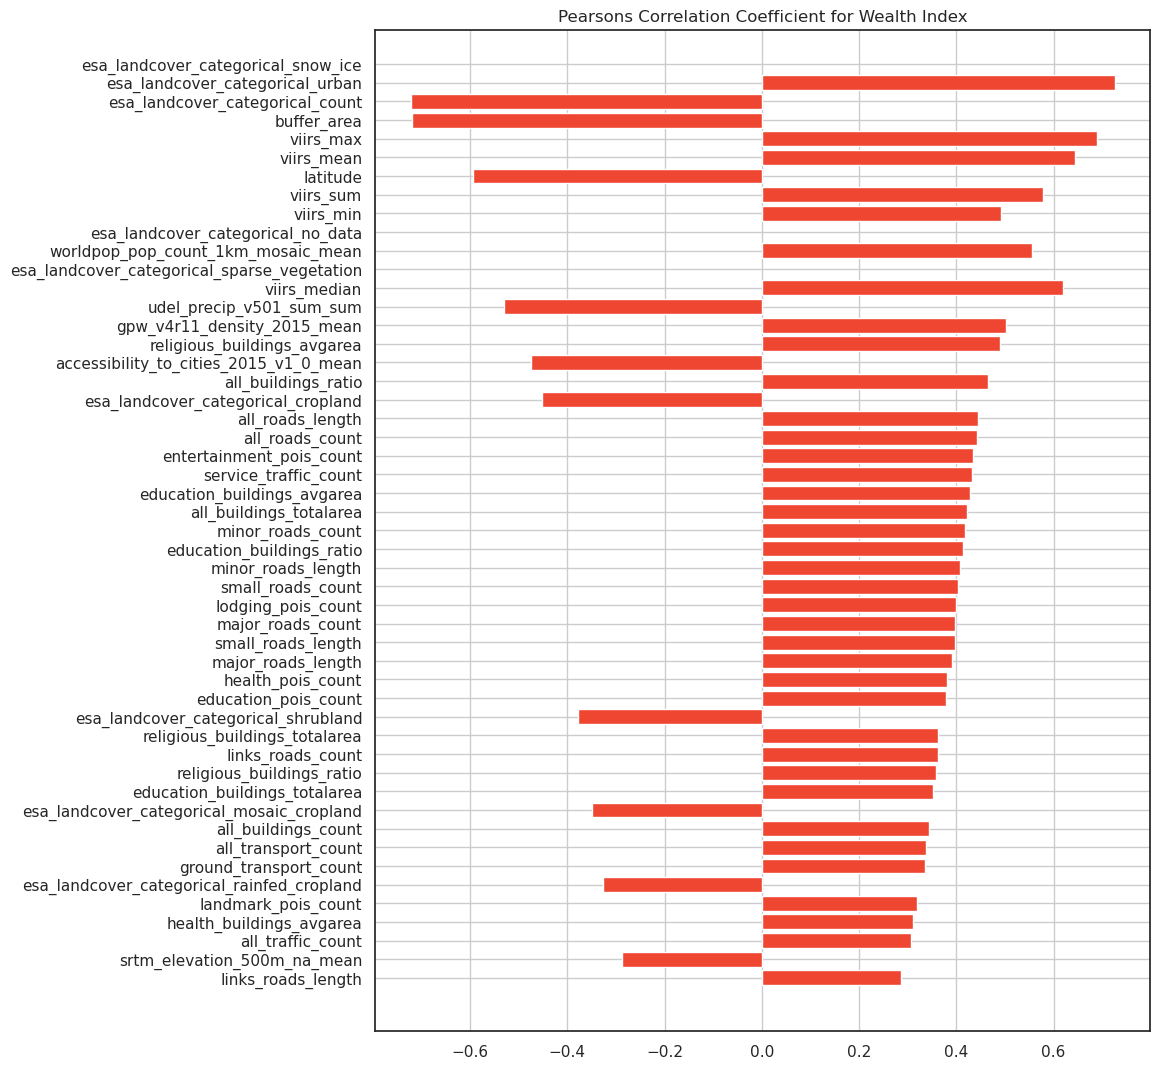 Pearsons Correlation Coefficient for Wealth Index
esa_landcover_categorical_snow_ice
esa_landcover_categorical_urban
esa_landcover_categorical_count
buffer_area
viirs_max
viirs_mean
latitude
viirs_sum
viirs_min
esa_landcover_categorical_no_data
worldpop_pop_count_1km_mosaic_mean
esa_landcover_categorical_sparse_vegetation
viirs_median
udel_precip_v501_sum_sum
gpw_v4r11_density_2015_mean
religious_buildings_avgarea
accessibility_to_cities_2015_v1_0_mean
all_buildings_ratio
esa_landcover_categorical_cropland
all_roads_length
all_roads_count
entertainment_pois_count
service_traffic_count
education_buildings_avgarea
all_buildings_totalarea
minor_roads_count
education_buildings_ratio
minor_roads_length
small_roads_count
lodging_pois_count
major_roads_count
small_roads_length
major_roads_length
health_pois_count
education_pois_count
esa_landcover_categorical_shrubland
religious_buildings_totalarea
links_roads_count
religious_buildings_ratio
education_buildings_totalarea
esa_landcover_categorical_mosaic_cropland
all_buildings_count
all_transport_count
ground_transport_count
esa_landcover_categorical_rainfed_cropland
landmark_pois_count
health_buildings_avgarea
all_traffic_count
srtm_elevation_500m_na_mean
links_roads_length
−0.6 −0.4 −0.2 0.0 0.2 0.4 0.6